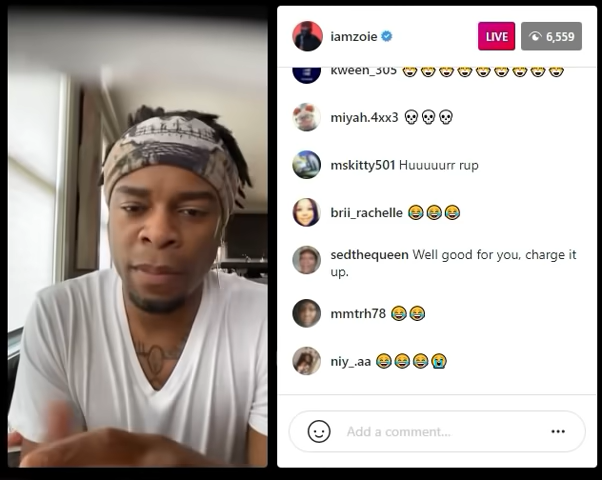 iamzoie
LIVE
6,559
kween_305
miyah.4xx3 💀💀💀
mskitty501 Huuuuurr rup
brii_rachelle 😂😂😂
sedthequeen Well good for you, charge it
up.
mmtrh78 😂😂
niy_.aa 😂😂😂😭
Add a comment...